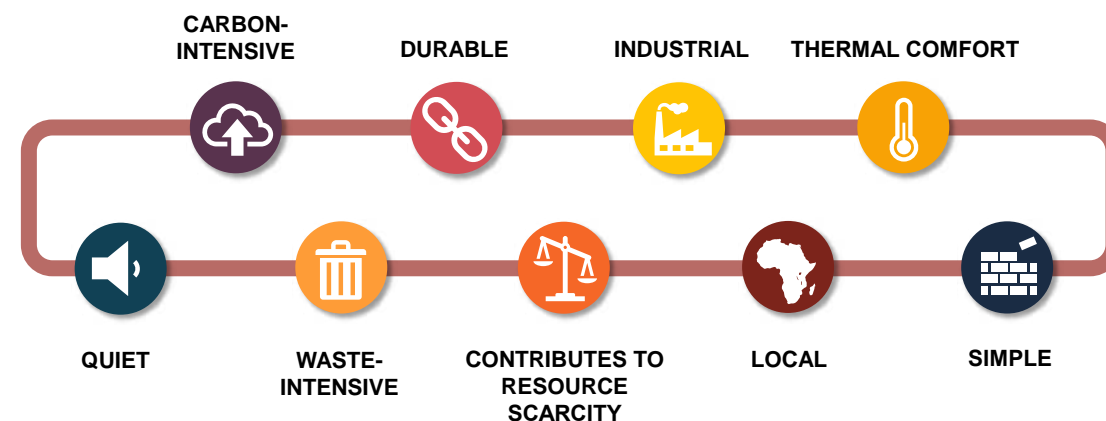 CARBON-
INTENSIVE
DURABLE
INDUSTRIAL
THERMAL COMFORT
QUIET
WASTE-
INTENSIVE
CONTRIBUTES TO
RESOURCE
SCARCITY
LOCAL
SIMPLE